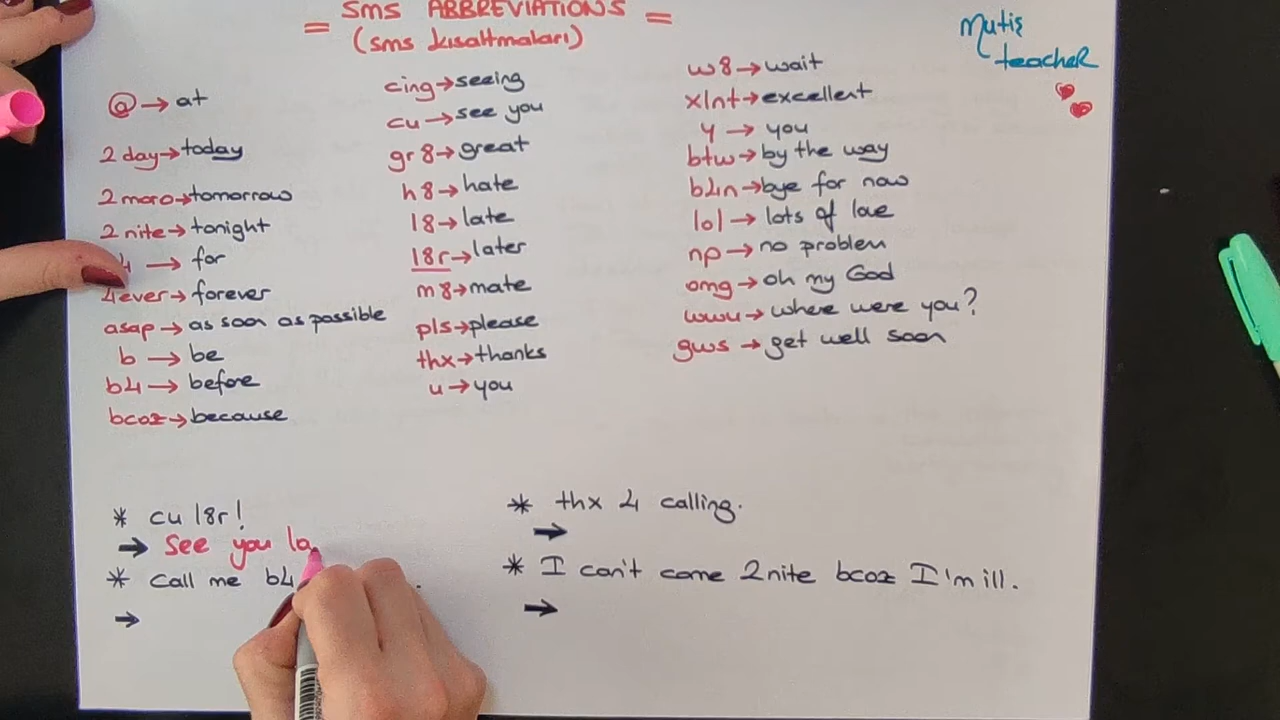 = SMS ABBREVIATIONS =
(sms kısaltmaları)
Mutis
teacher
@ → at
2 day → today
2 moro → tomorrow
2 nite → tonight
→ for
4ever → forever
asap → as soon as possible
b → be
b4 → before
bcoz → because
cing → seeing
cu → see you
gr8 → great
h8 → hate
l8 → late
l8r → later
m8 → mate
pls → please
thx → thanks
u → you
w8 → wait
xlnt → excellent
y → you
btw → by the way
b4n → bye for now
lol → lots of love
np → no problem
omg → oh my God
wwu → where were you?
gws → get well soon
* cu l8r!
→ See you la
* Call me b4
→
* thx 4 calling.
→
* I can't come 2nite bcoz I'm ill.
→